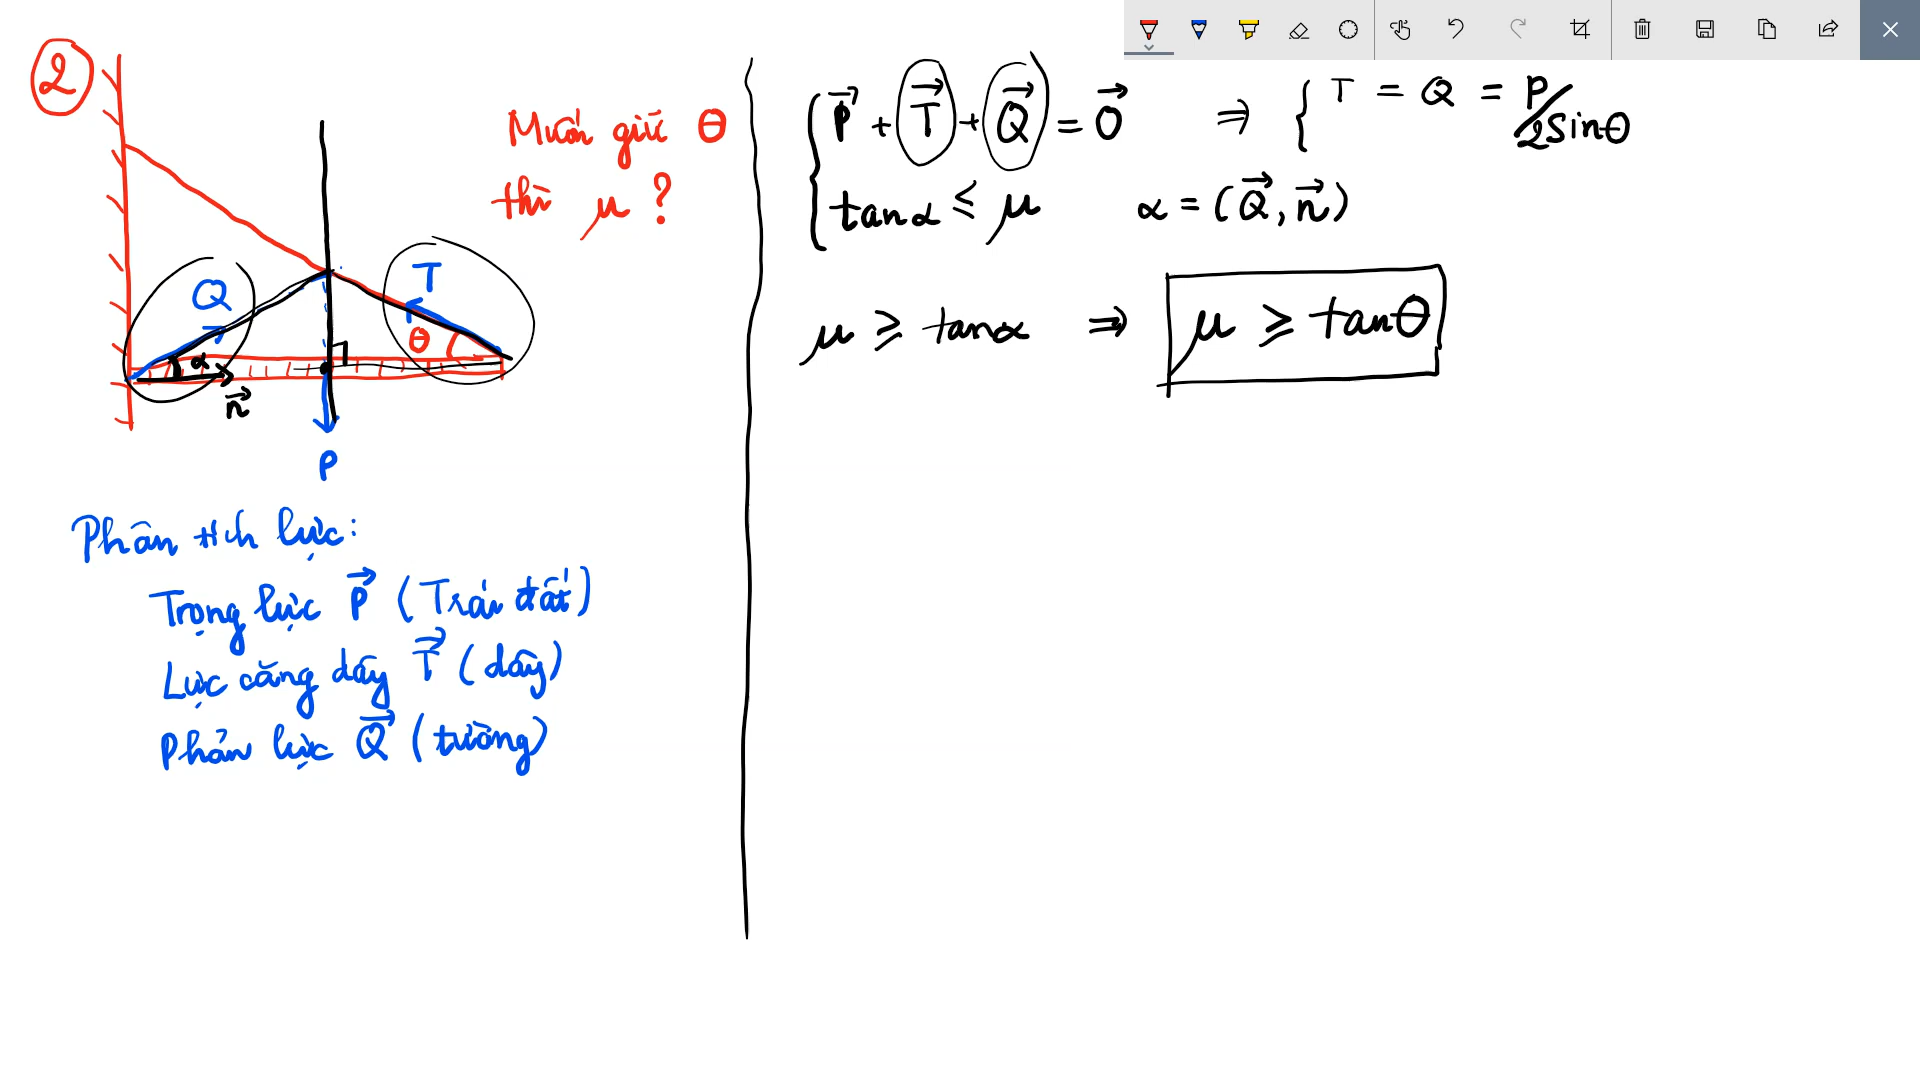 2
Muốn giữ θ
thì μ ?
Q
T
θ
α
n⃗
P
Phân tích lực:
Trọng lực P⃗ (Trái đất)
Lực căng dây T⃗ (dây)
Phản lực Q⃗ (tường)
{ P⃗ + T⃗ + Q⃗ = 0⃗ ⇒ { T = Q = P/2sinθ
tanα ≤ μ α = (Q⃗, n⃗)
μ ≥ tanα ⇒ μ ≥ tanθ